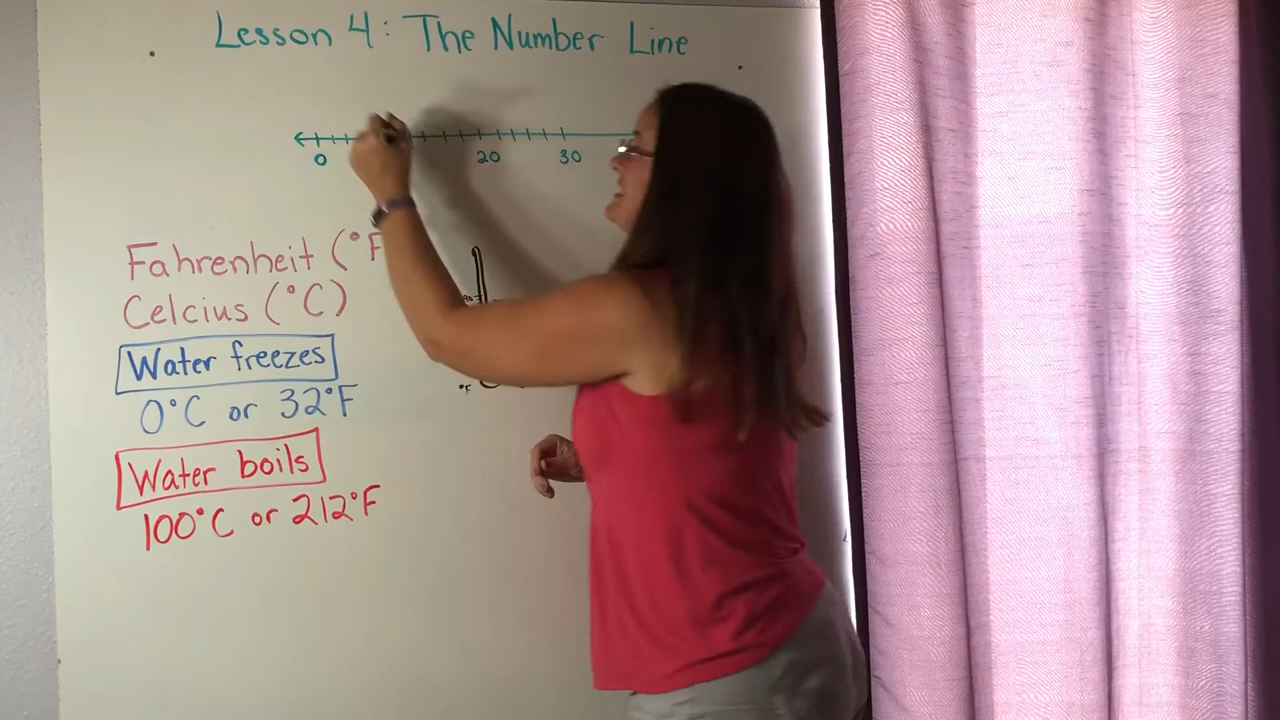 Lesson 4: The Number Line
0 20 30
Fahrenheit (°F
Celcius (°C)
Water freezes
0°C or 32°F
Water boils
100°C or 212°F
°F